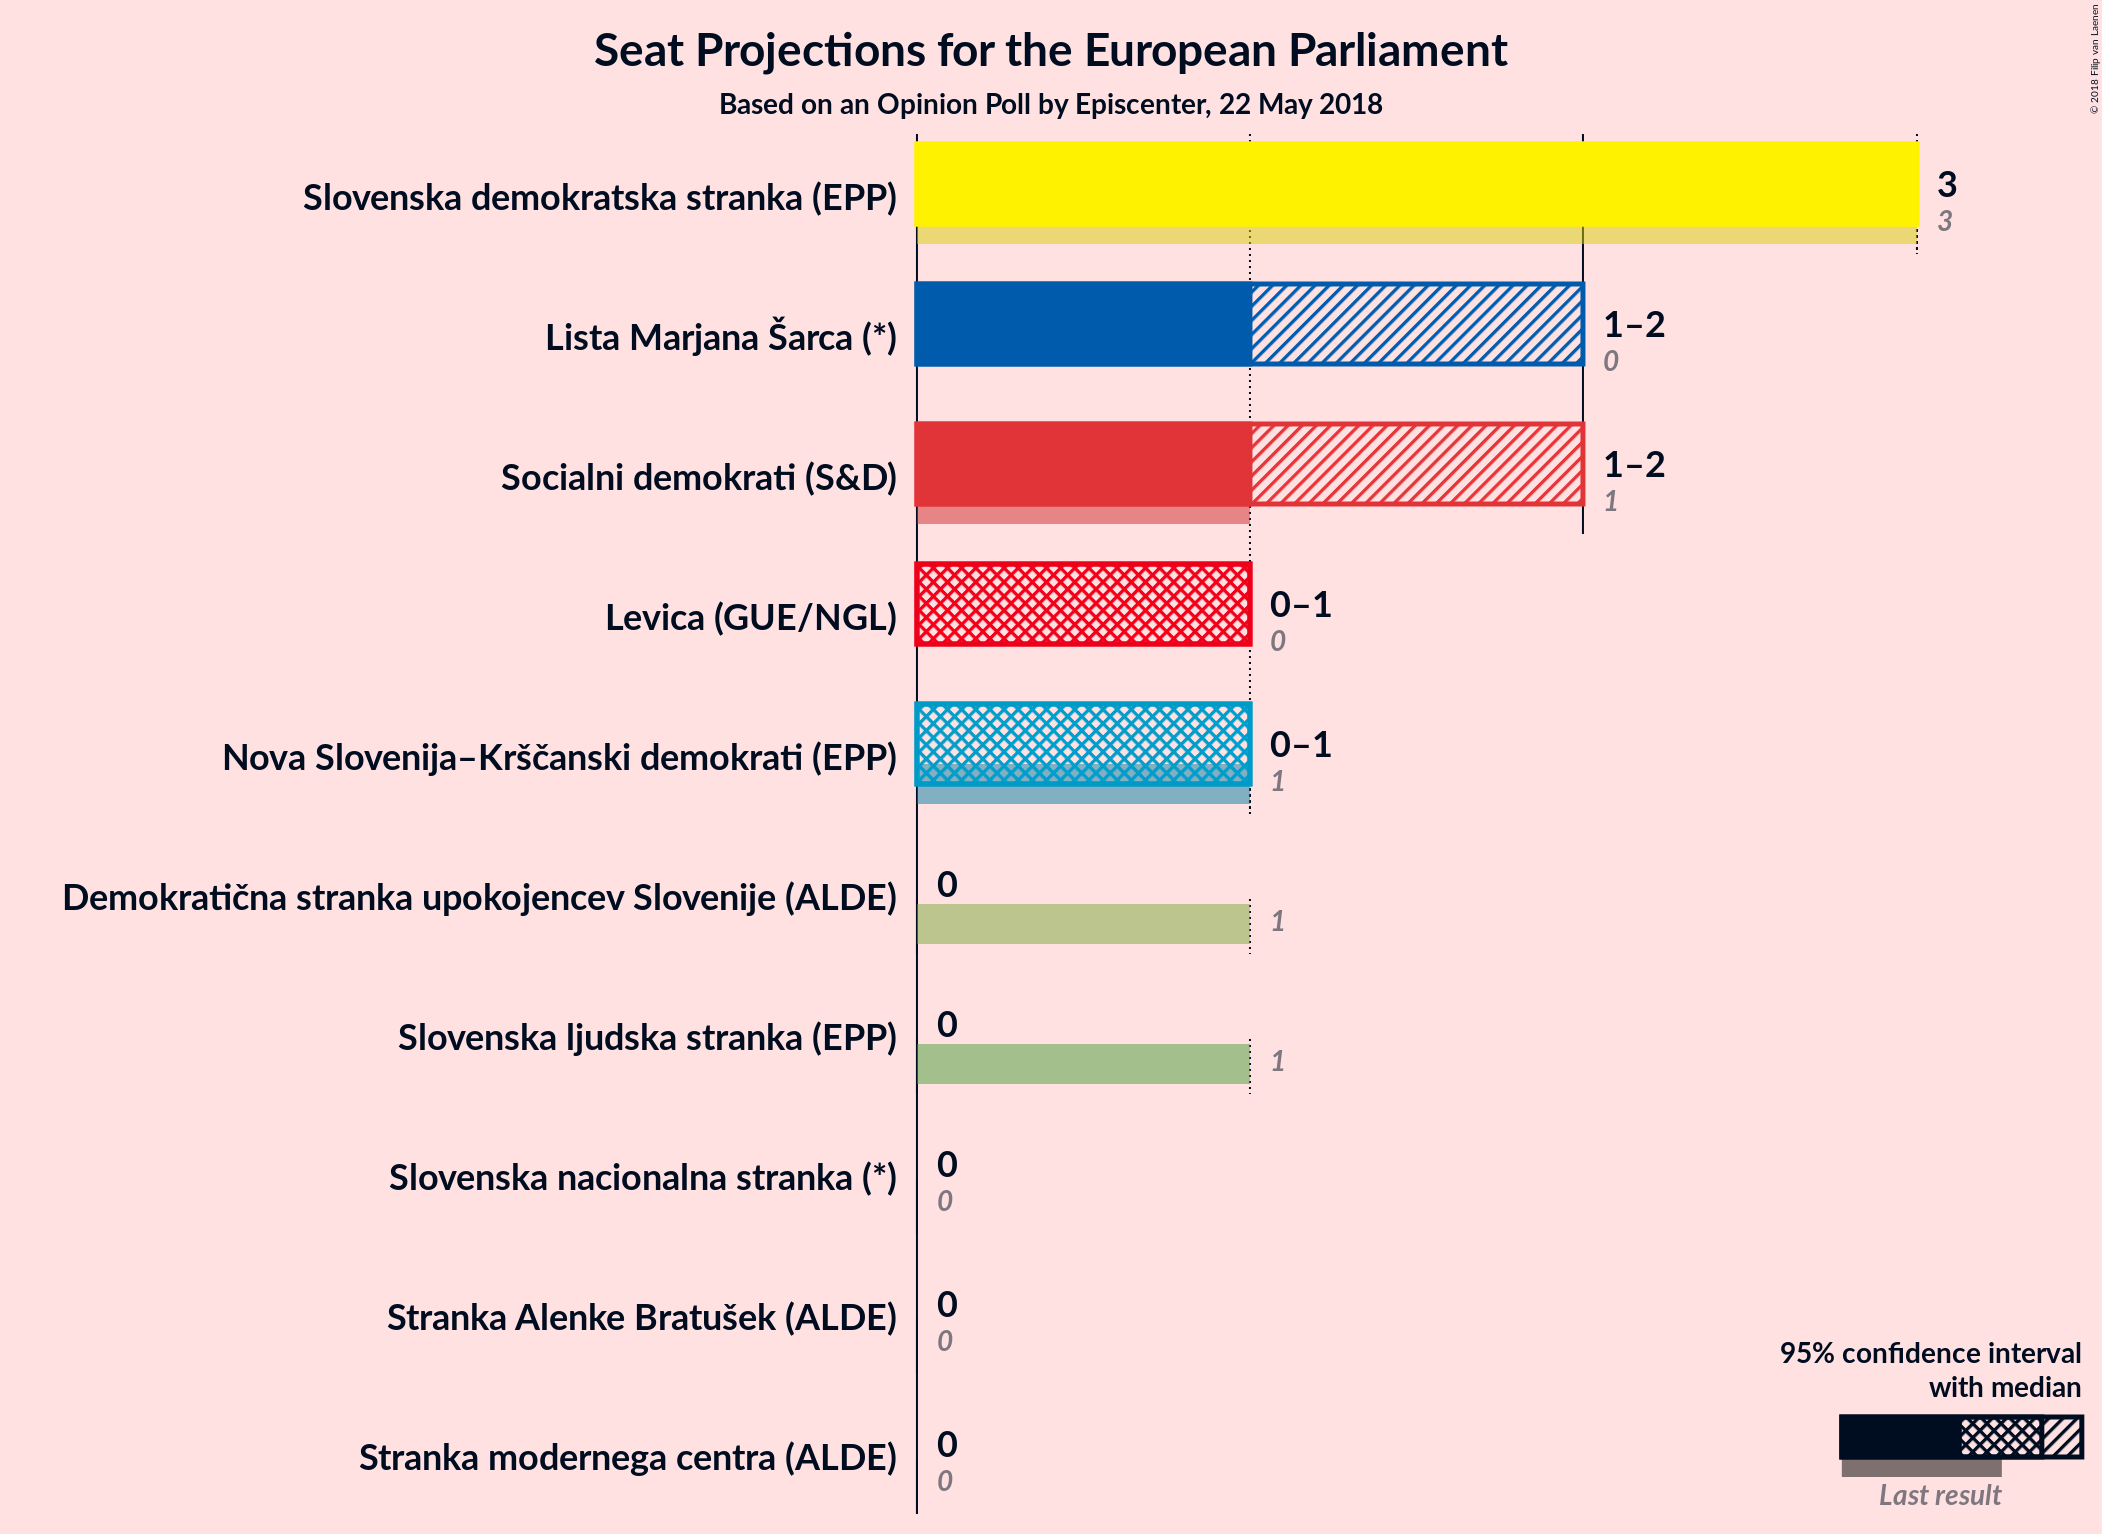 Seat Projections for the European Parliament
Based on an Opinion Poll by Episcenter, 22 May 2018
© 2018 Filip van Laenen
Slovenska demokratska stranka (EPP)
3
3
Lista Marjana Šarca (*)
1–2
0
Socialni demokrati (S&D)
1–2
1
Levica (GUE/NGL)
0–1
0
Nova Slovenija–Krščanski demokrati (EPP)
0–1
1
Demokratična stranka upokojencev Slovenije (ALDE)
0
1
Slovenska ljudska stranka (EPP)
0
1
Slovenska nacionalna stranka (*)
0
0
Stranka Alenke Bratušek (ALDE)
0
0
Stranka modernega centra (ALDE)
0
0
95% confidence interval
with median
Last result